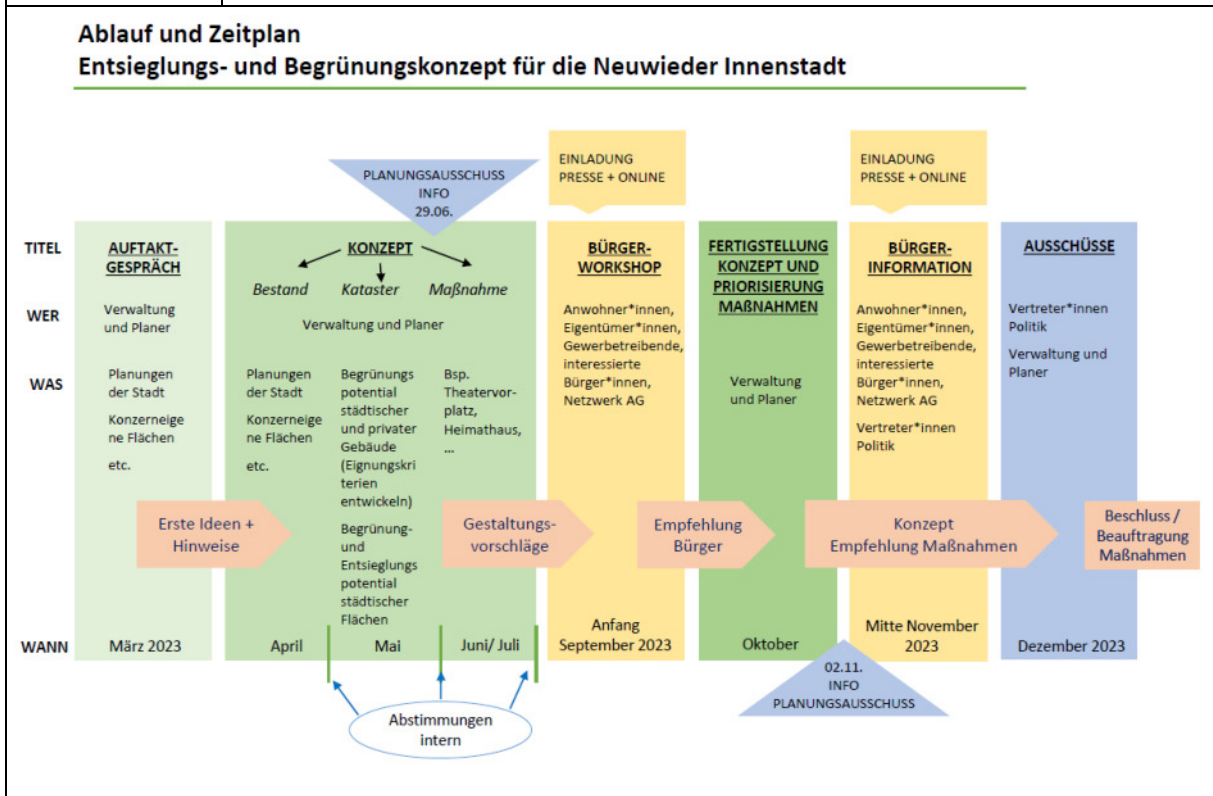 Ablauf und Zeitplan
Entsieglungs- und Begrünungskonzept für die Neuwieder Innenstadt
PLANUNGSAUSSCHUSS
INFO
29.06.
EINLADUNG
PRESSE + ONLINE
EINLADUNG
PRESSE + ONLINE
TITEL
WER
WAS
WANN
AUFTAKT-
GESPRÄCH
Verwaltung
und Planer
Planungen
der Stadt
Konzerneige
ne Flächen
etc.
März 2023
Erste Ideen +
Hinweise
KONZEPT
Bestand
Kataster
Maßnahme
Verwaltung und Planer
Planungen
der Stadt
Konzerneige
ne Flächen
etc.
April
Begrünungs
potential
städtischer
und privater
Gebäude
(Eignungskri
terien
entwickeln)
Begrünung-
und
Entsieglungs
potential
städtischer
Flächen
Mai
Bsp.
Theatervor-
platz,
Heimathaus,
...
Juni/ Juli
Abstimmungen
intern
Gestaltungs-
vorschläge
BÜRGER-
WORKSHOP
Anwohner*innen,
Eigentümer*innen,
Gewerbetreibende,
interessierte
Bürger*innen,
Netzwerk AG
Anfang
September 2023
Empfehlung
Bürger
FERTIGSTELLUNG
KONZEPT UND
PRIORISIERUNG
MAßNAHMEN
Verwaltung
und Planer
Oktober
02.11.
INFO
PLANUNGSAUSSCHUSS
BÜRGER-
INFORMATION
Anwohner*innen,
Eigentümer*innen,
Gewerbetreibende,
interessierte
Bürger*innen,
Netzwerk AG
Vertreter*innen
Politik
Konzept
Empfehlung Maßnahmen
Mitte November
2023
AUSSCHÜSSE
Vertreter*innen
Politik
Verwaltung und
Planer
Dezember 2023
Beschluss /
Beauftragung
Maßnahmen